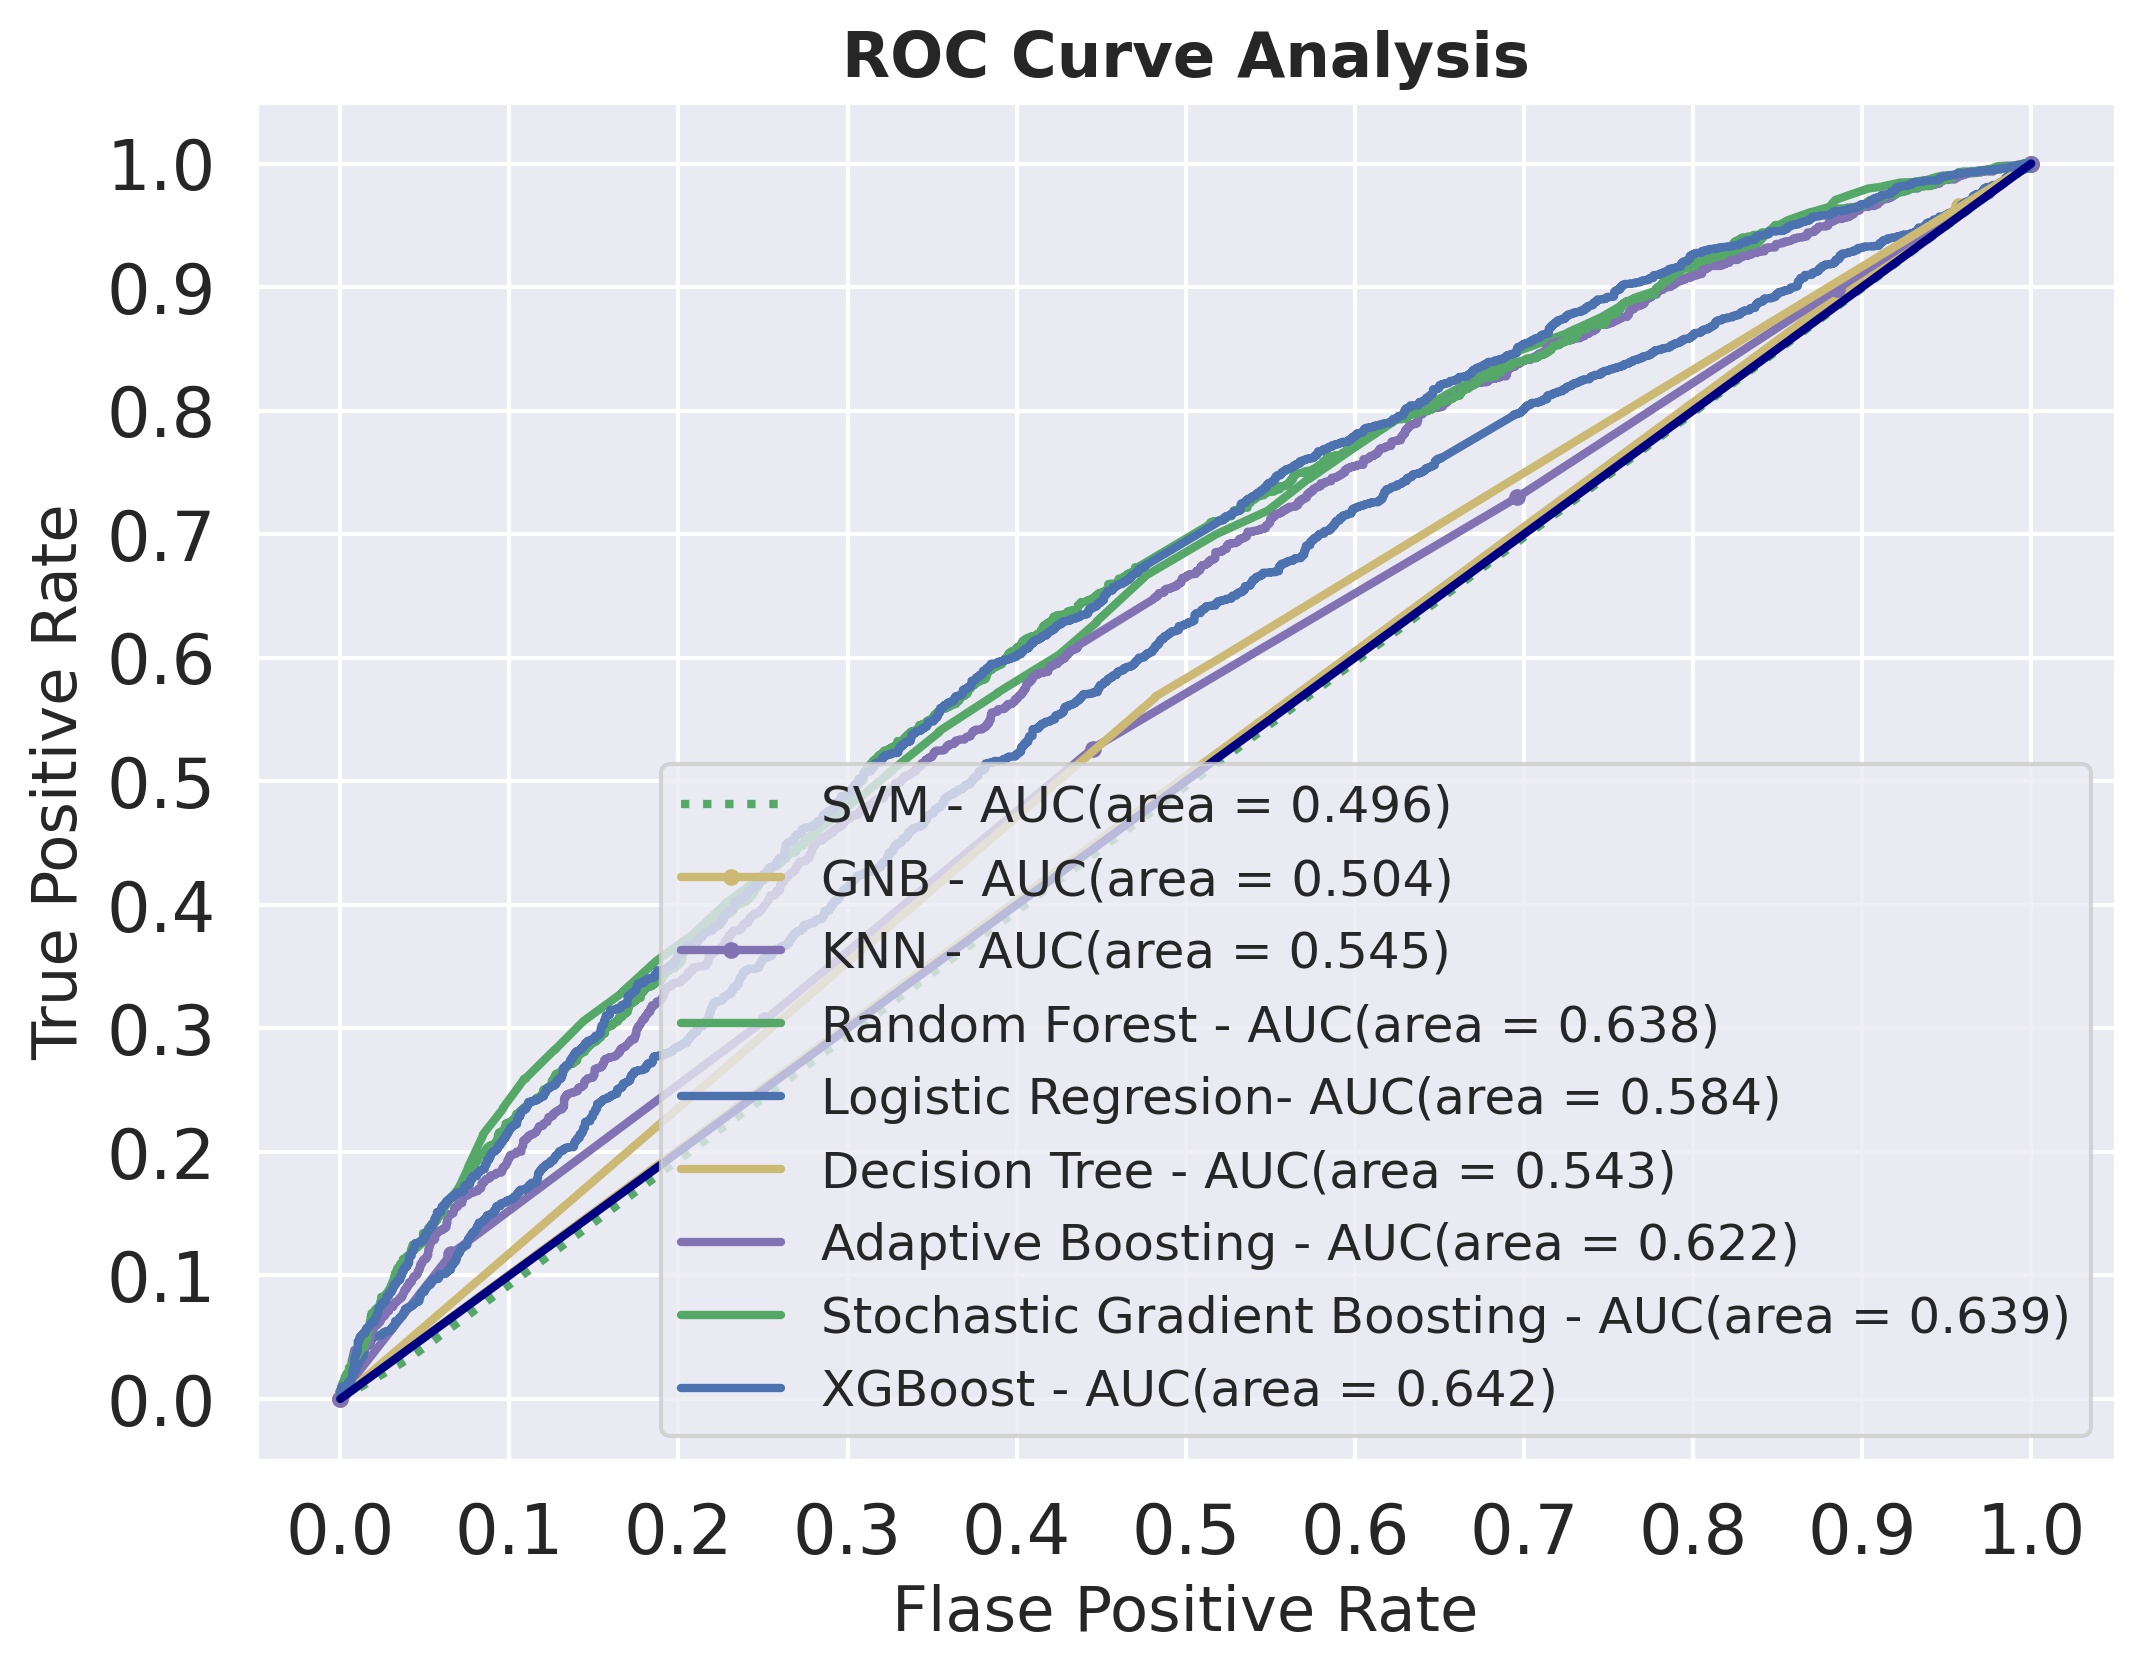 ROC Curve Analysis
1.0
0.9
0.8
0.7
0.6
0.5
0.4
0.3
0.2
0.1
0.0
True Positive Rate
SVM - AUC(area = 0.496)
GNB - AUC(area = 0.504)
KNN - AUC(area = 0.545)
Random Forest - AUC(area = 0.638)
Logistic Regresion- AUC(area = 0.584)
Decision Tree - AUC(area = 0.543)
Adaptive Boosting - AUC(area = 0.622)
Stochastic Gradient Boosting - AUC(area = 0.639)
XGBoost - AUC(area = 0.642)
0.0 0.1 0.2 0.3 0.4 0.5 0.6 0.7 0.8 0.9 1.0
Flase Positive Rate